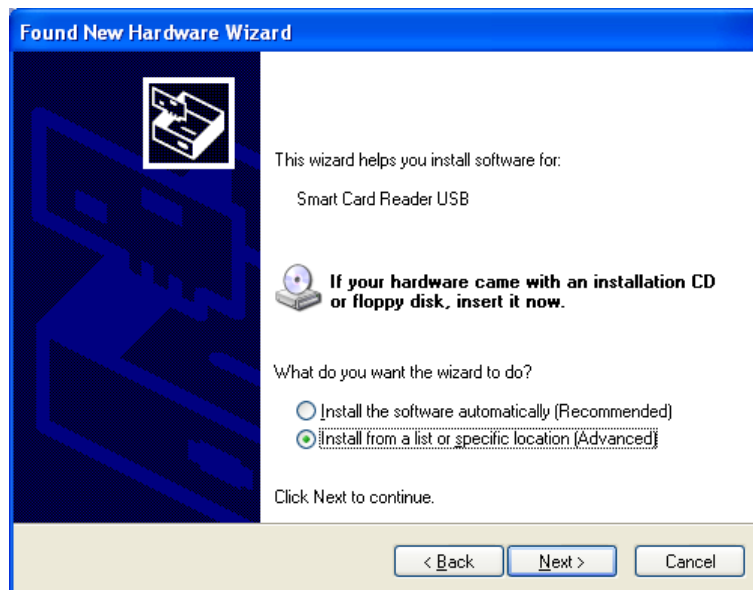 Found New Hardware Wizard
This wizard helps you install software for:
Smart Card Reader USB
If your hardware came with an installation CD
or floppy disk, insert it now.
What do you want the wizard to do?
Install the software automatically (Recommended)
Install from a list or specific location (Advanced)
Click Next to continue.
< Back
Next >
Cancel